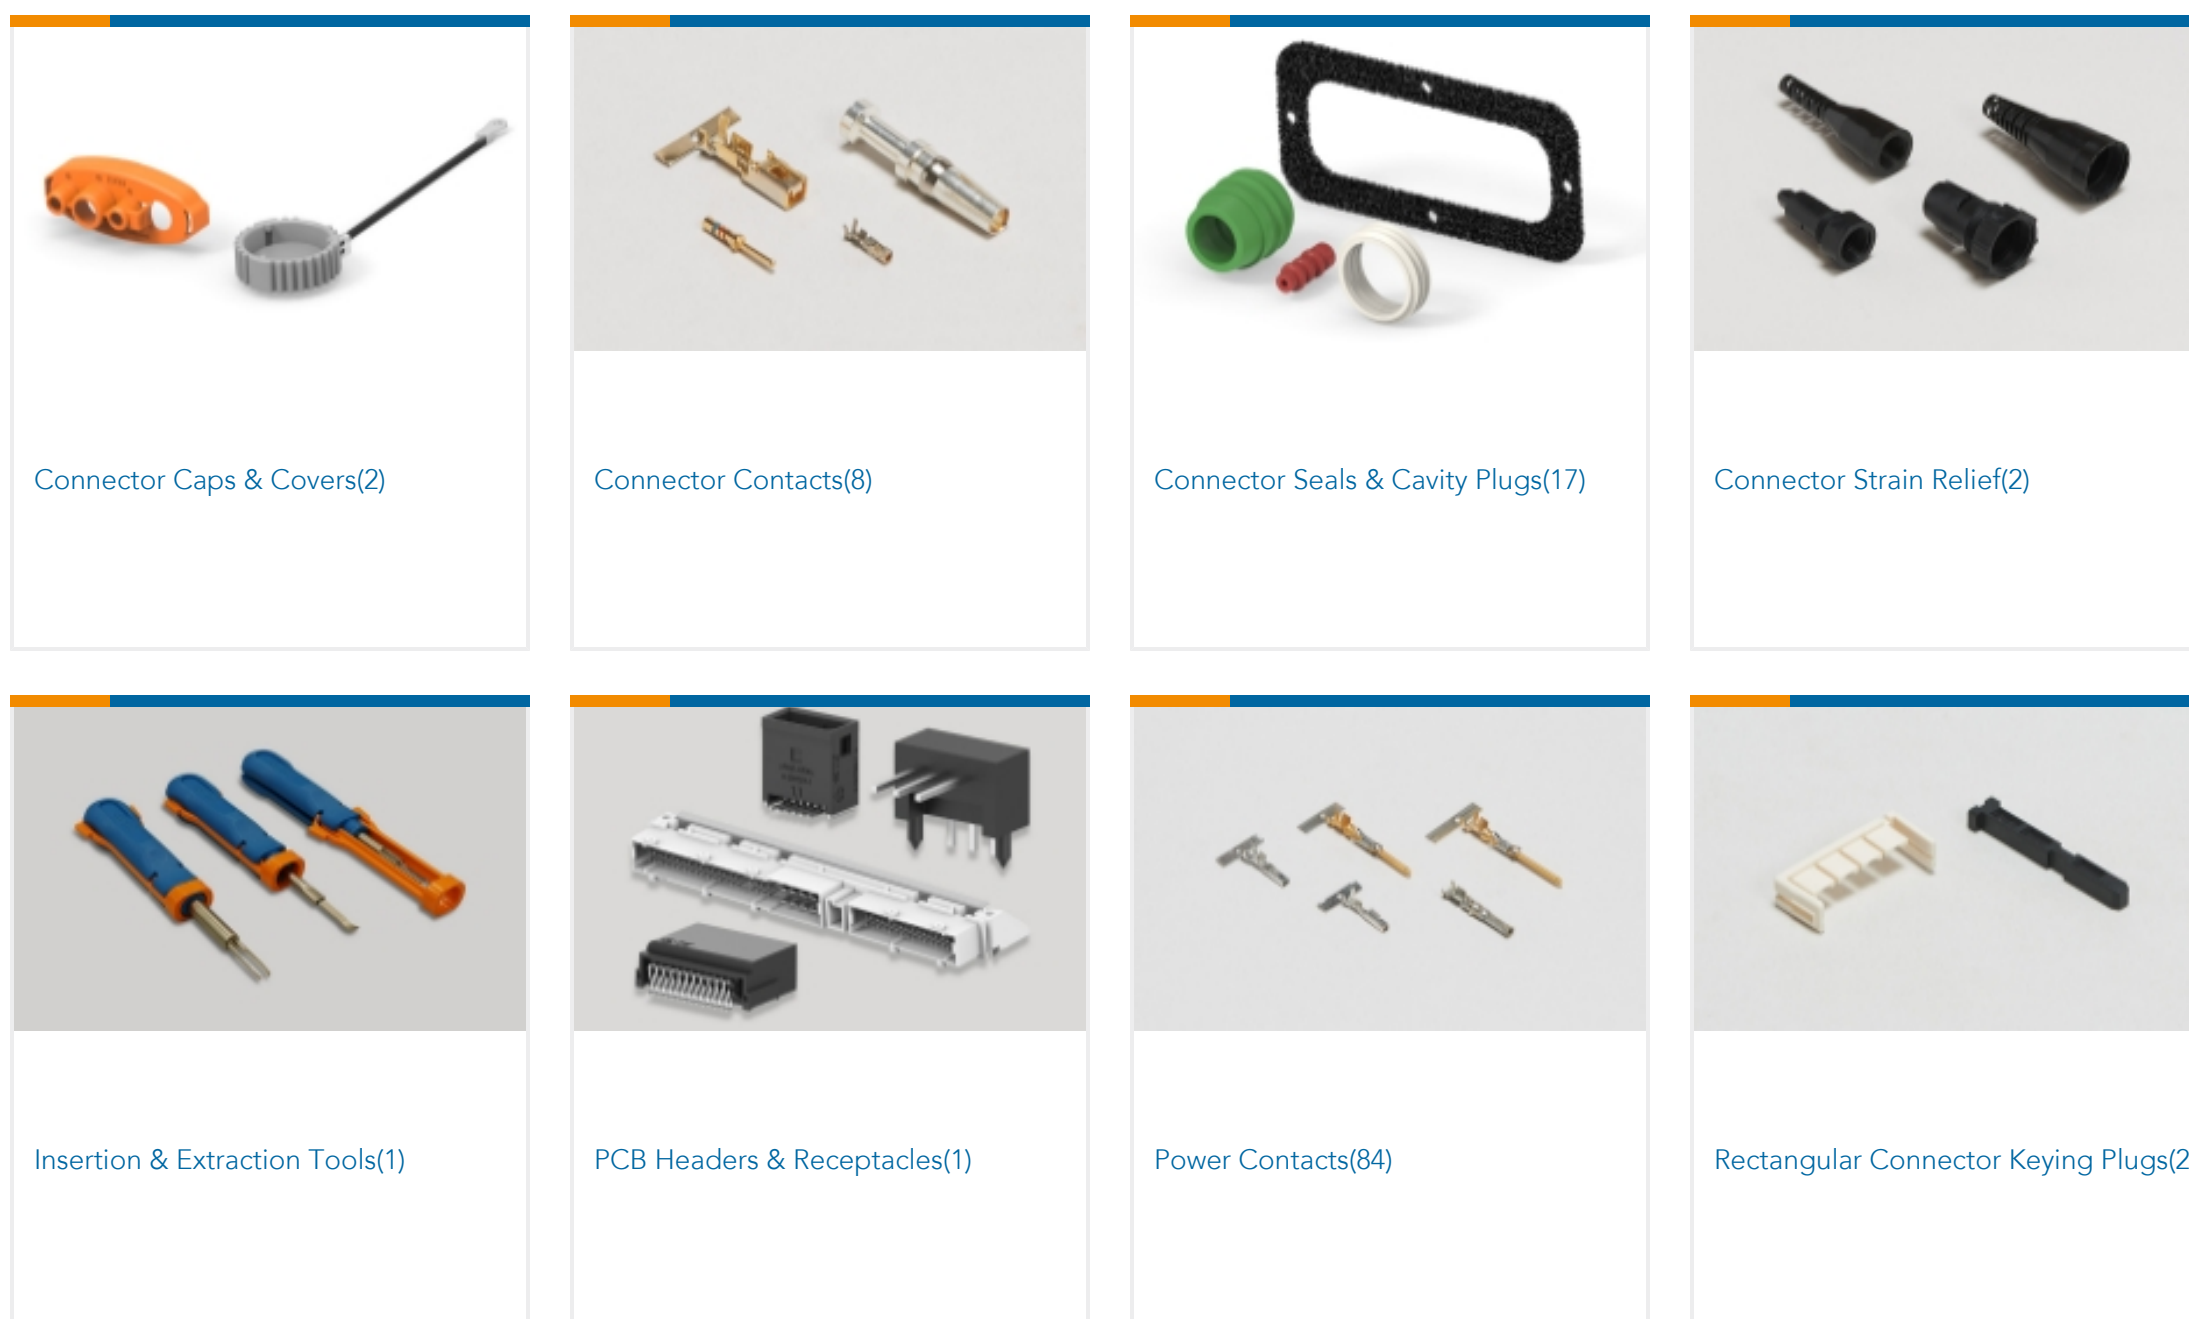 Connector Caps & Covers(2)
Connector Contacts(8)
Connector Seals & Cavity Plugs(17)
Connector Strain Relief(2)
Insertion & Extraction Tools(1)
PCB Headers & Receptacles(1)
Power Contacts(84)
Rectangular Connector Keying Plugs(2